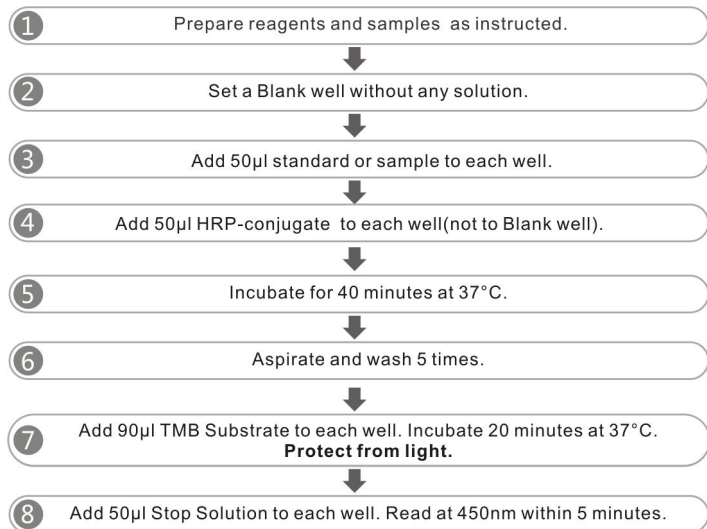 1 Prepare reagents and samples as instructed.
2 Set a Blank well without any solution.
3 Add 50μl standard or sample to each well.
4 Add 50μl HRP-conjugate to each well(not to Blank well).
5 Incubate for 40 minutes at 37°C.
6 Aspirate and wash 5 times.
7 Add 90μl TMB Substrate to each well. Incubate 20 minutes at 37°C.
Protect from light.
8 Add 50μl Stop Solution to each well. Read at 450nm within 5 minutes.